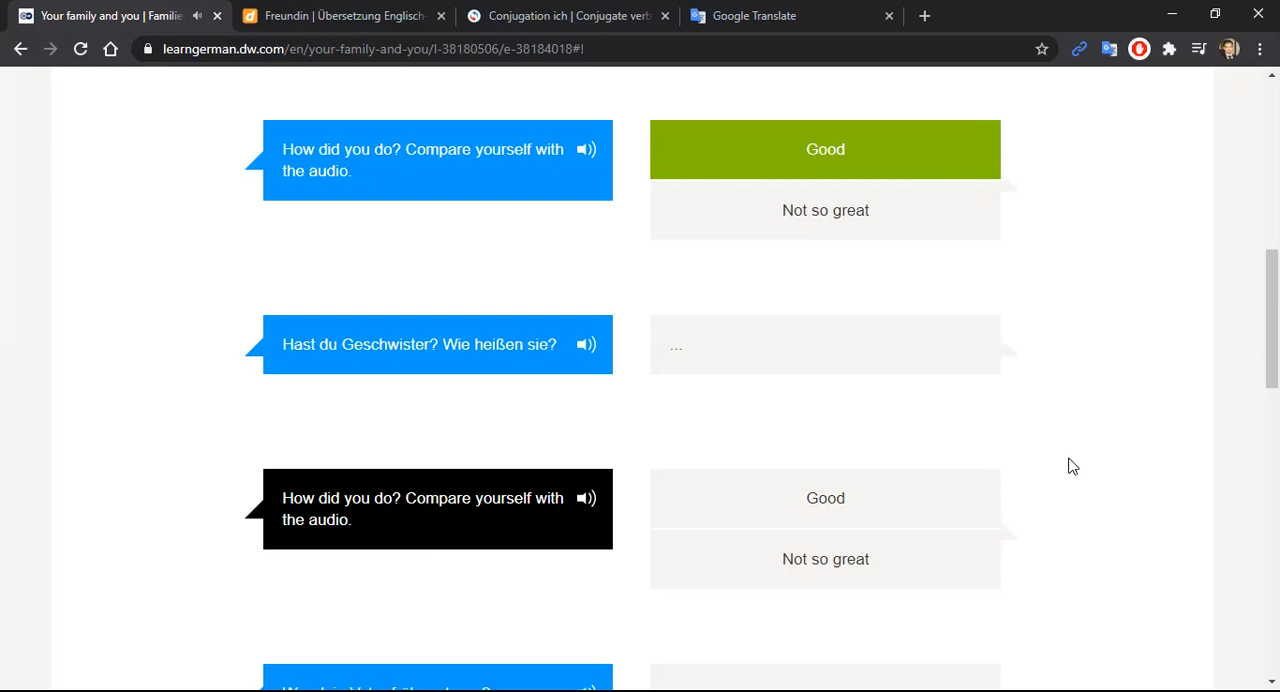 Your family and you | Familie
Freundin | Übersetzung Englisch-
Conjugation ich | Conjugate verb
Google Translate
learngerman.dw.com/en/your-family-and-you/l-38180506/e-38184018#!
How did you do? Compare yourself with
the audio.
Good
Not so great
Hast du Geschwister? Wie heißen sie?
...
How did you do? Compare yourself with
the audio.
Good
Not so great